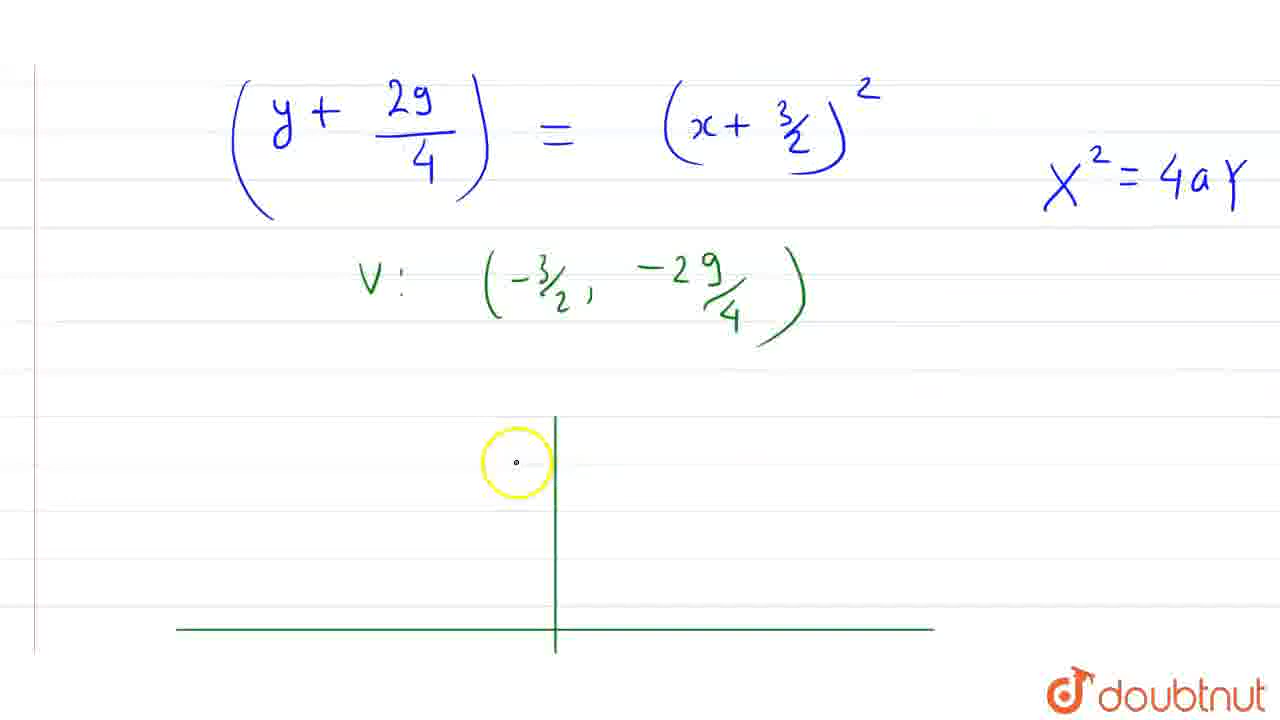 (y + 29/4) = (x + 3/2)²
X² = 4aY
V: (-3/2, -29/4)
doubtnut